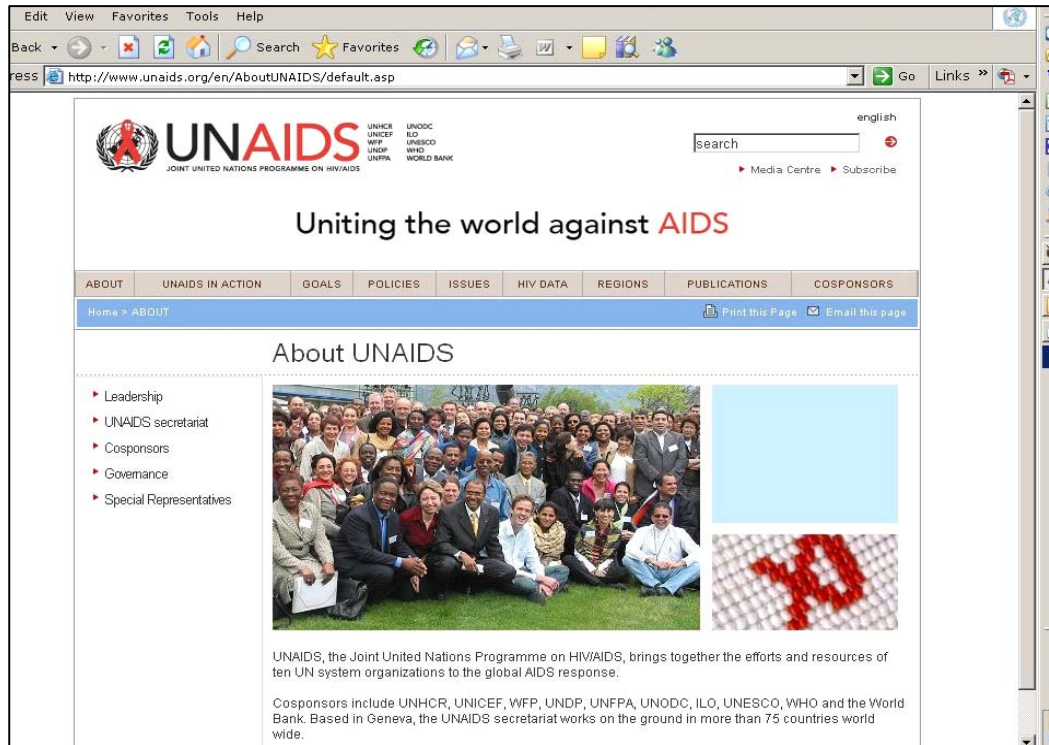 Edit View Favorites Tools Help
Back Search Favorites
ress http://www.unaids.org/en/AboutUNAIDS/default.asp Go Links »
english
UNAIDS
JOINT UNITED NATIONS PROGRAMME ON HIV/AIDS
UNHCR UNODC
UNICEF ILO
WFP UNESCO
UNDP WHO
UNFPA WORLD BANK
search
Media Centre Subscribe
Uniting the world against AIDS
ABOUT UNAIDS IN ACTION GOALS POLICIES ISSUES HIV DATA REGIONS PUBLICATIONS COSPONSORS
Home > ABOUT Print this Page Email this page
About UNAIDS
Leadership
UNAIDS secretariat
Cosponsors
Governance
Special Representatives
UNAIDS, the Joint United Nations Programme on HIV/AIDS, brings together the efforts and resources of
ten UN system organizations to the global AIDS response.
Cosponsors include UNHCR, UNICEF, WFP, UNDP, UNFPA, UNODC, ILO, UNESCO, WHO and the World
Bank. Based in Geneva, the UNAIDS secretariat works on the ground in more than 75 countries world
wide.